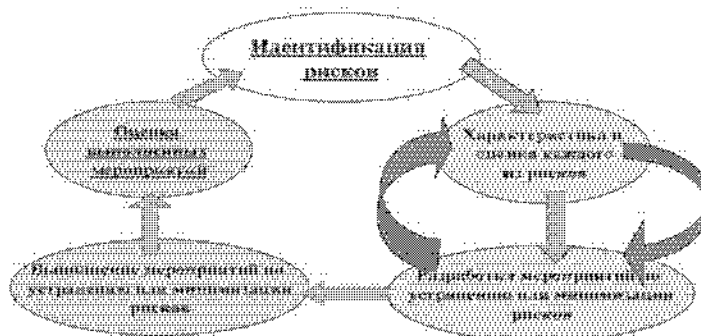 Идентификация
рисков
Характеристика и
оценка каждого
из рисков
Разработка мероприятий по
устранению или минимизации
рисков
Выполнение мероприятий по
устранению или минимизации
рисков
Оценка
выполненных
мероприятий